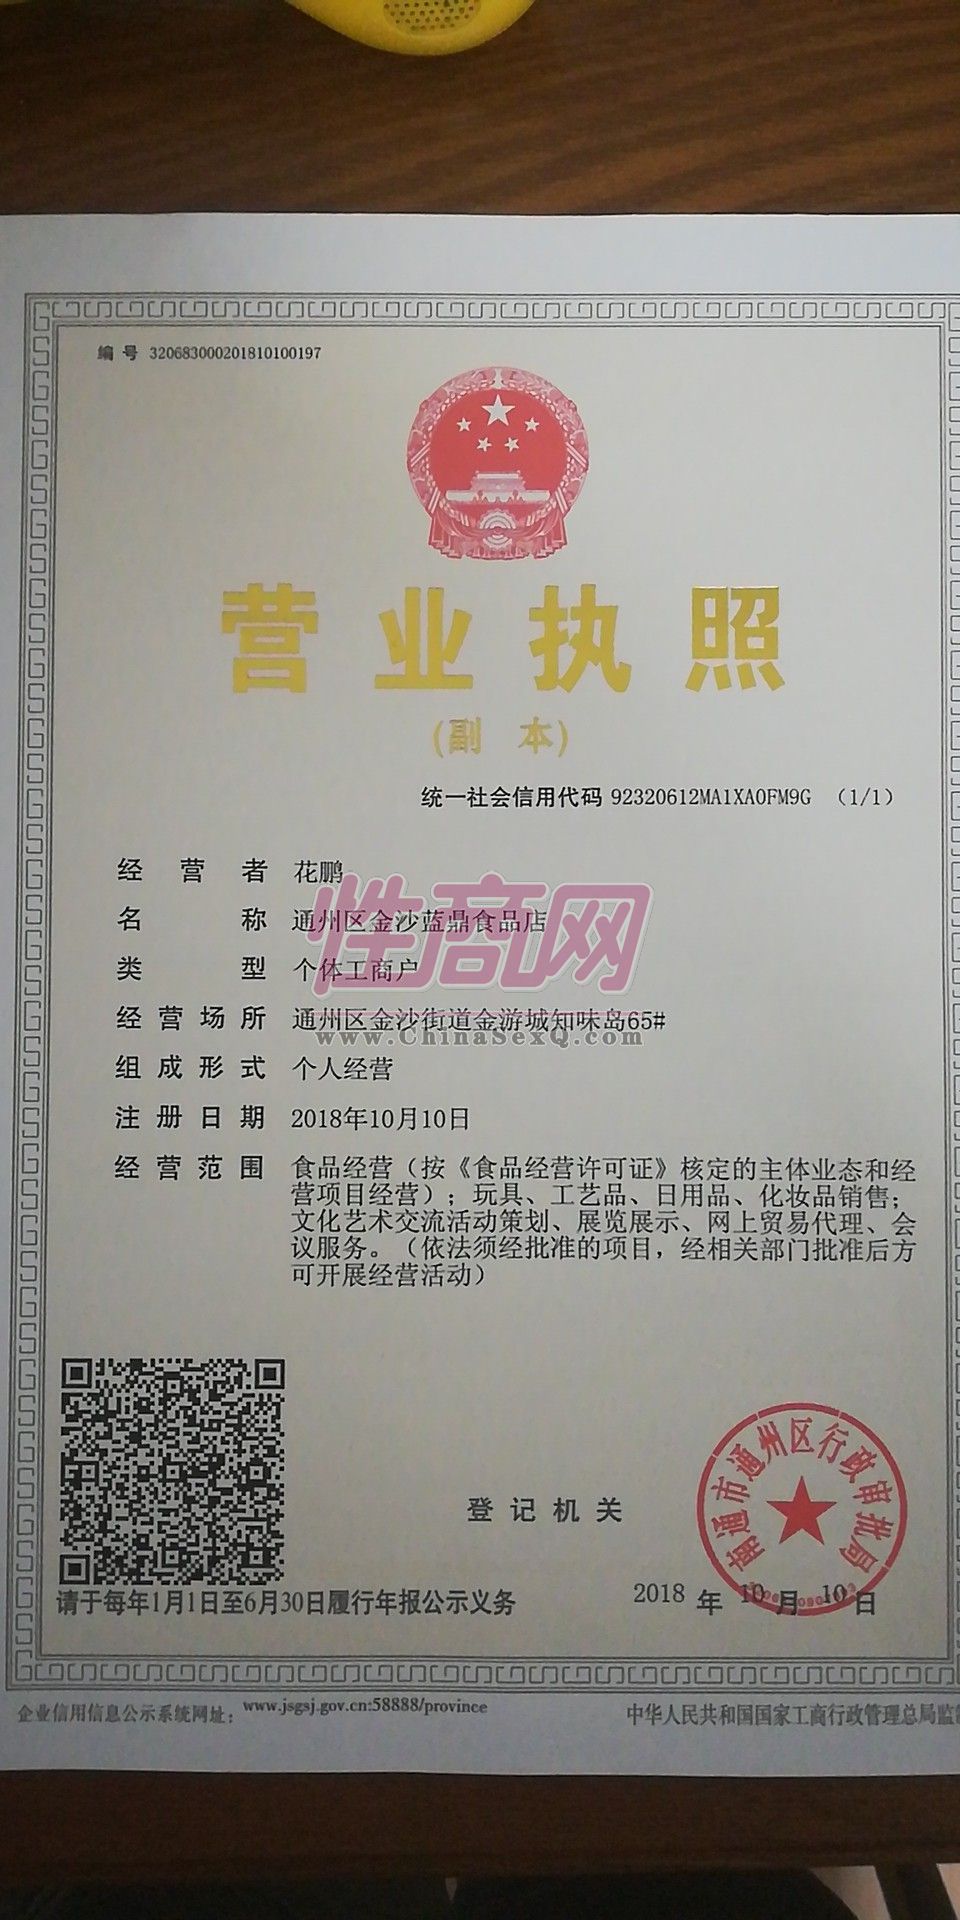 编号 320683000201810100197
营业执照
(副 本)
统一社会信用代码 92320612MA1XA0FM9G （1/1）
经营者 花鹏
名称 通州区金沙蓝鼎食品店
类型 个体工商户
性商网
经营场所 通州区金沙街道金游城知味岛65#
www.ChinaSexQ.com
组成形式 个人经营
注册日期 2018年10月10日
经营范围 食品经营（按《食品经营许可证》核定的主体业态和经
营项目经营）；玩具、工艺品、日用品、化妆品销售；
文化艺术交流活动策划、展览展示、网上贸易代理、会
议服务。（依法须经批准的项目，经相关部门批准后方
可开展经营活动）
南通市通州区行政审批局
登记机关
请于每年1月1日至6月30日履行年报公示义务
2018 年 10 月 10 日
企业信用信息公示系统网址： www.jsgsj.gov.cn:58888/province
中华人民共和国国家工商行政管理总局监制